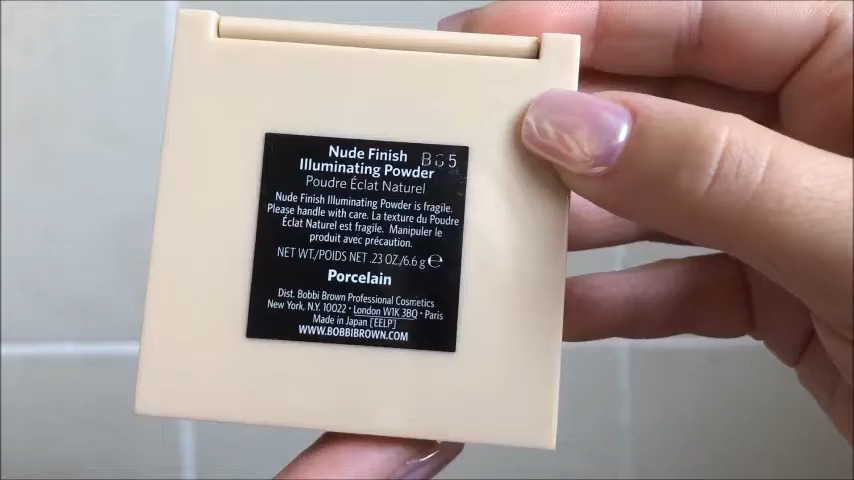 Nude Finish
Illuminating Powder
Poudre Éclat Naturel
Nude Finish Illuminating Powder is fragile.
Please handle with care. La texture du Poudre
Éclat Naturel est fragile. Manipuler le
produit avec précaution.
NET WT./POIDS NET .23 OZ./6.6 g ℮
Porcelain
Dist. Bobbi Brown Professional Cosmetics
New York, N.Y. 10022 • London W1K 3BQ • Paris
Made in Japan [EELP]
WWW.BOBBIBROWN.COM